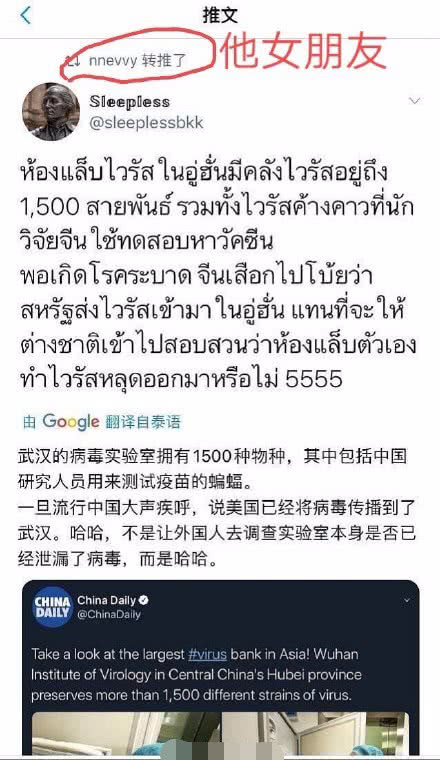 推文
nnevvy 转推了
他女朋友
Sleepless
@sleeplessbkk
ห้องแล็บไวรัส ในอู่ฮั่นมีคลังไวรัสอยู่ถึง
1,500 สายพันธ์ รวมทั้งไวรัสค้างคาวที่นัก
วิจัยจีน ใช้ทดสอบหาวัคซีน
พอเกิดโรคระบาด จีนเสือกไปโบ้ยว่า
สหรัฐส่งไวรัสเข้ามา ในอู่ฮั่น แทนที่จะ ให้
ต่างชาติเข้าไปสอบสวนว่าห้องแล็บตัวเอง
ทำไวรัสหลุดออกมาหรือไม่ 5555
由 Google 翻译自泰语
武汉的病毒实验室拥有1500种物种，其中包括中国
研究人员用来测试疫苗的蝙蝠。
一旦流行中国大声疾呼，说美国已经将病毒传播到了
武汉。哈哈，不是让外国人去调查实验室本身是否已
经泄漏了病毒，而是哈哈。
CHINA
DAILY
China Daily
@ChinaDaily
Take a look at the largest #virus bank in Asia! Wuhan
Institute of Virology in Central China's Hubei province
preserves more than 1,500 different strains of virus.